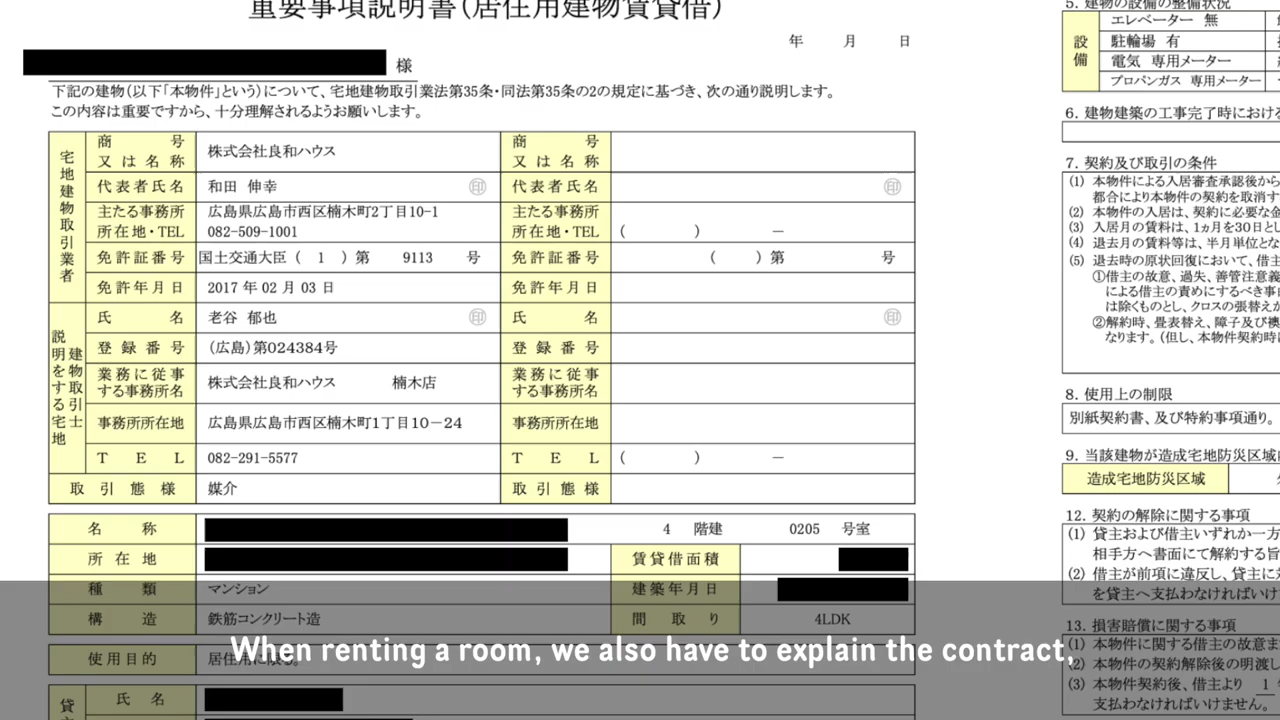 重要事項説明書(居住用建物賃貸借)
年 月 日
様
下記の建物(以下「本物件」という)について、宅地建物取引業法第35条・同法第35条の2の規定に基づき、次の通り説明します。
この内容は重要ですから、十分理解されるようお願いします。
宅地建物取引業者
商号又は名称 株式会社良和ハウス 商号又は名称
代表者氏名 和田 伸幸 印 代表者氏名 印
主たる事務所所在地・TEL 広島県広島市西区楠木町2丁目10-1 主たる事務所所在地・TEL
082-509-1001 ( ) −
免許証番号 国土交通大臣 ( 1 ) 第 9113 号 免許証番号 ( ) 第 号
免許年月日 2017 年 02 月 03 日 免許年月日
説明をする宅地建物取引士
氏名 老谷 郁也 印 氏名 印
登録番号 (広島)第024384号 登録番号
業務に従事する事務所名 株式会社良和ハウス 楠木店 業務に従事する事務所名
事務所所在地 広島県広島市西区楠木町1丁目10−24 事務所所在地
TEL 082-291-5577 TEL ( ) −
取引態様 媒介 取引態様
名称 4 階建 0205 号室
所在地 賃貸借面積
種類 マンション 建築年月日
構造 鉄筋コンクリート造 間取り 4LDK
使用目的 居住用に限る。
貸主 氏名
5. 建物の設備の整備状況
設備
エレベーター 無
駐輪場 有
電気 専用メーター
プロパンガス 専用メーター
6. 建物建築の工事完了時における
7. 契約及び取引の条件
(1) 本物件による入居審査承認後から
都合により本物件の契約を取消す
(2) 本物件の入居は、契約に必要な金
(3) 入居月の賃料は、1ヵ月を30日とし
(4) 退去月の賃料等は、半月単位とな
(5) 退去時の原状回復において、借主
①借主の故意、過失、善管注意義
による借主の責めにするべき事由
は除くものとし、クロスの張替えが
②解約時、畳表替え、障子及び襖
なります。(但し、本物件契約時に
8. 使用上の制限
別紙契約書、及び特約事項通り。
9. 当該建物が造成宅地防災区域内
造成宅地防災区域
12. 契約の解除に関する事項
(1) 貸主および借主いずれか一方
相手方へ書面にて解約する旨
(2) 借主が前項に違反し、貸主に
を貸主へ支払わなければいけ
13. 損害賠償に関する事項
(1) 本物件に関する借主の故意ま
(2) 本物件の契約解除後の明渡し
(3) 本物件契約後、借主より 1
支払わなければいけません。
When renting a room, we also have to explain the contract,